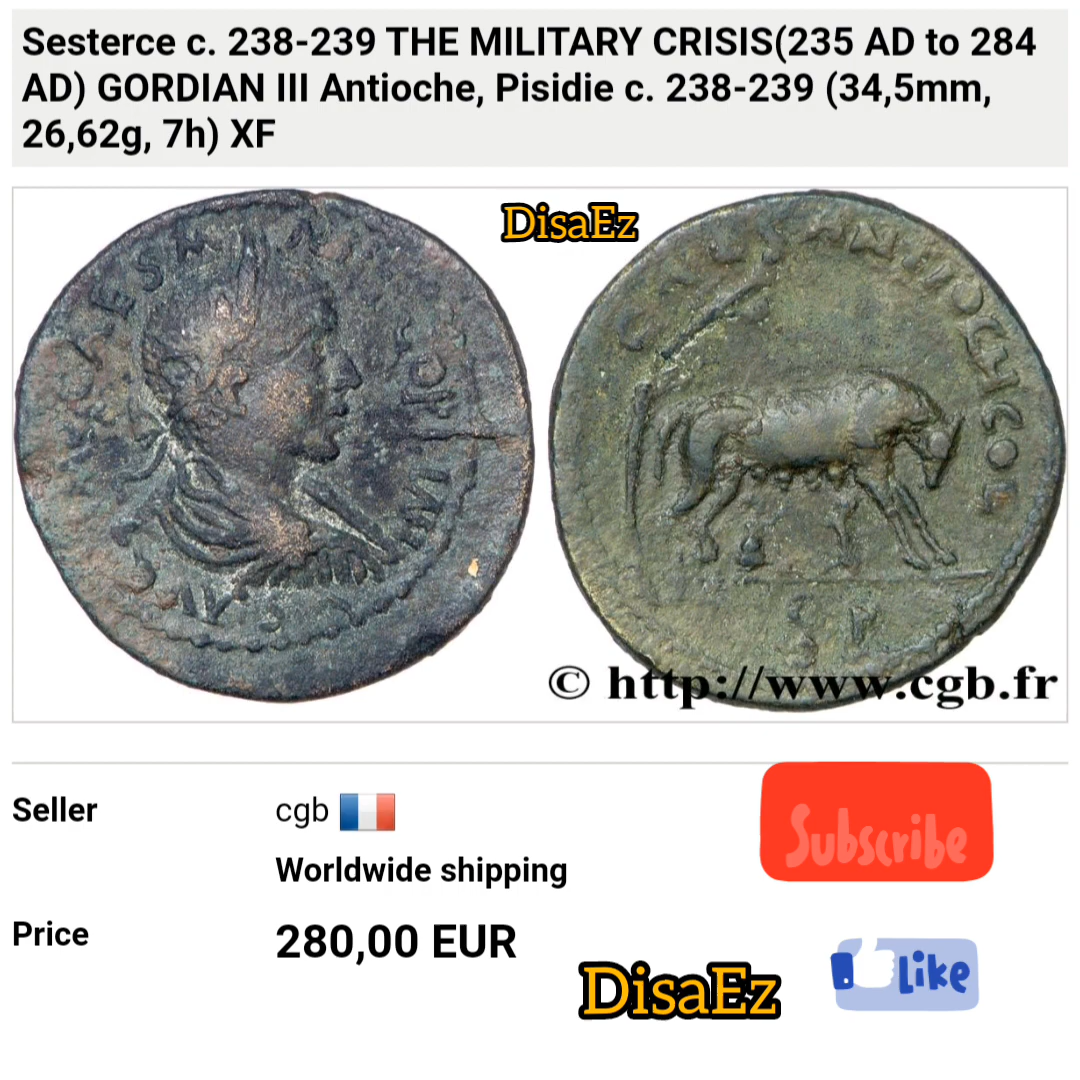 Sesterce c. 238-239 THE MILITARY CRISIS(235 AD to 284
AD) GORDIAN III Antioche, Pisidie c. 238-239 (34,5mm,
26,62g, 7h) XF
DisaEz
ANTIOCHI COL
S R
© http://www.cgb.fr
Seller
cgb
Worldwide shipping
Subscribe
Price
280,00 EUR
DisaEz
Like